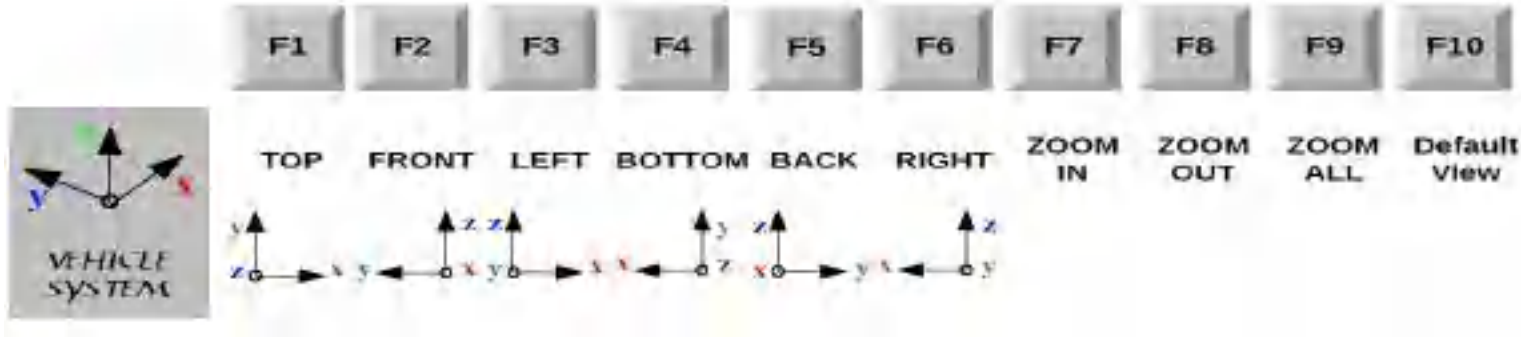 F1 F2 F3 F4 F5 F6 F7 F8 F9 F10
TOP FRONT LEFT BOTTOM BACK RIGHT ZOOM IN ZOOM OUT ZOOM ALL Default View
y x
VEHICLE
SYSTEM
y z z y z z
z x y x y x x z x y x y